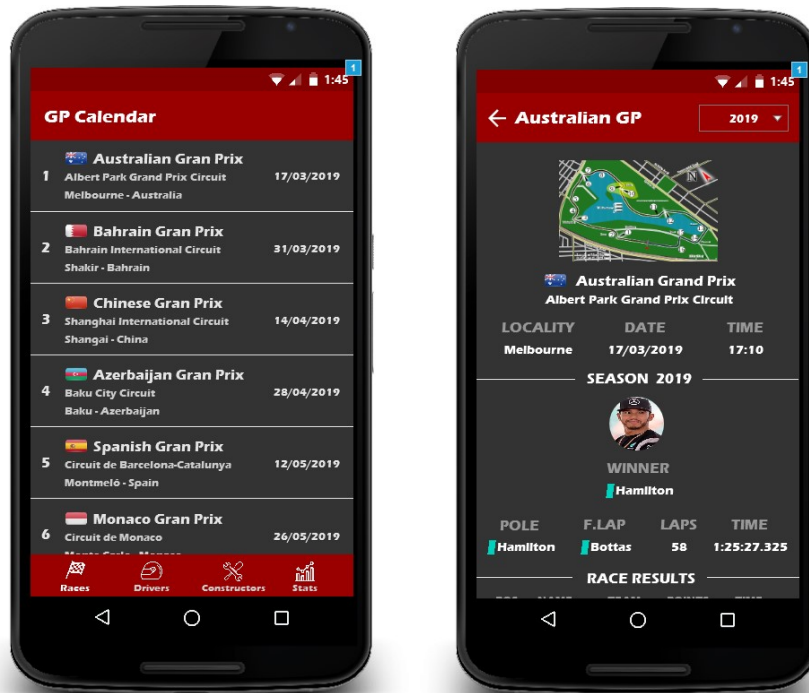 1
1:45
GP Calendar
1
Australian Gran Prix
Albert Park Grand Prix Circuit
Melbourne - Australia
17/03/2019
2
Bahrain Gran Prix
Bahrain International Circuit
Shakir - Bahrain
31/03/2019
3
Chinese Gran Prix
Shanghai International Circuit
Shangai - China
14/04/2019
4
Azerbaijan Gran Prix
Baku City Circuit
Baku - Azerbaijan
28/04/2019
5
Spanish Gran Prix
Circuit de Barcelona-Catalunya
Montmeló - Spain
12/05/2019
6
Monaco Gran Prix
Circuit de Monaco
26/05/2019
Races Drivers Constructors Stats
1
1:45
Australian GP
2019
Australian Grand Prix
Albert Park Grand Prix Circuit
LOCALITY DATE TIME
Melbourne 17/03/2019 17:10
SEASON 2019
WINNER
Hamilton
POLE F.LAP LAPS TIME
Hamilton Bottas 58 1:25:27.325
RACE RESULTS